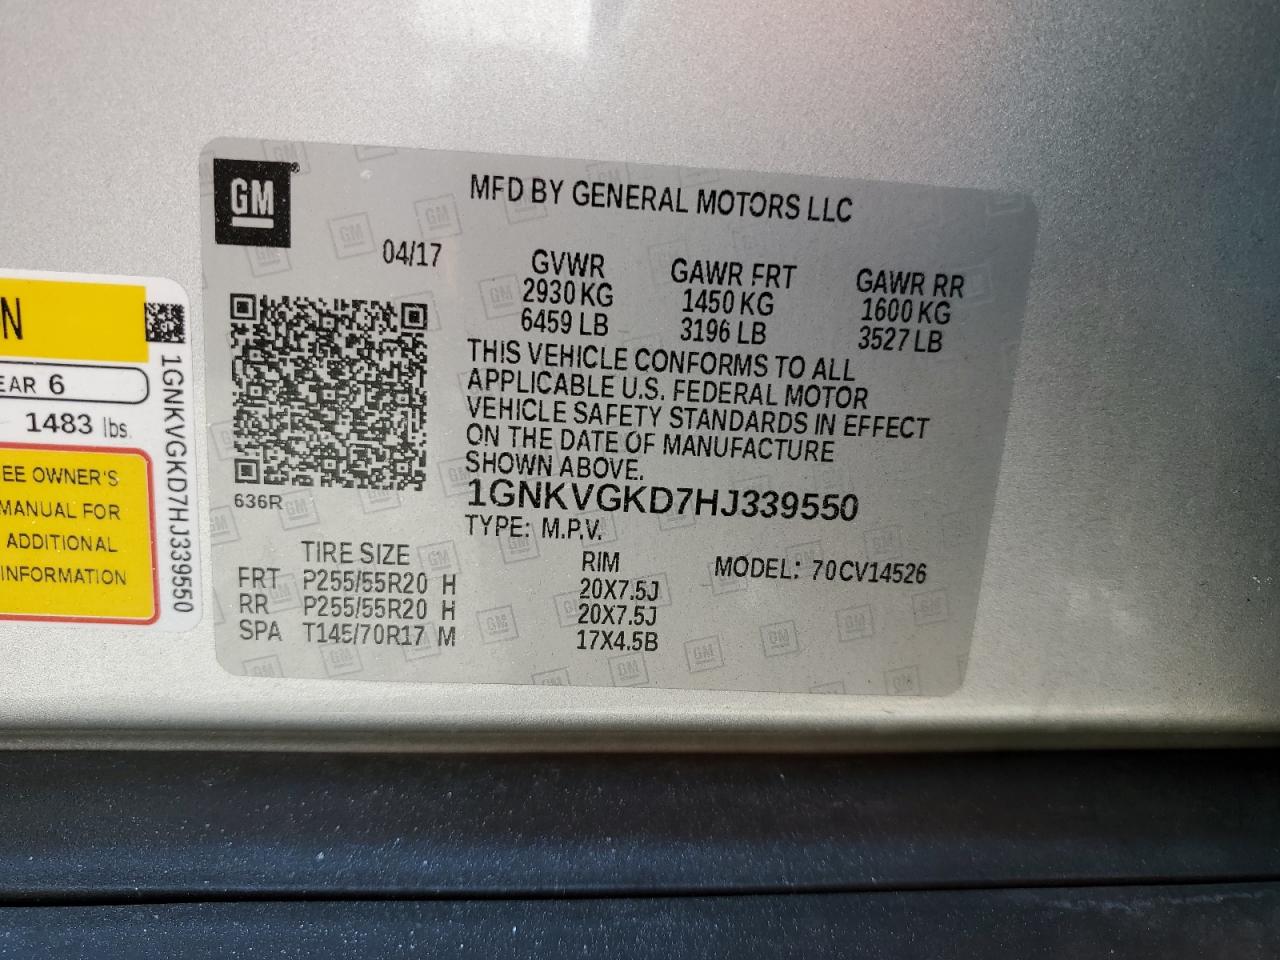 GM
MFD BY GENERAL MOTORS LLC
04/17
GVWR GAWR FRT GAWR RR
2930 KG 1450 KG 1600 KG
6459 LB 3196 LB 3527 LB
THIS VEHICLE CONFORMS TO ALL
APPLICABLE U.S. FEDERAL MOTOR
VEHICLE SAFETY STANDARDS IN EFFECT
ON THE DATE OF MANUFACTURE
SHOWN ABOVE.
1GNKVGKD7HJ339550
TYPE: M.P.V.
636R
TIRE SIZE RIM MODEL: 70CV14526
FRT P255/55R20 H 20X7.5J
RR P255/55R20 H 20X7.5J
SPA T145/70R17 M 17X4.5B
N
EAR 6
1483 lbs.
EE OWNER'S
MANUAL FOR
ADDITIONAL
INFORMATION
1GNKVGKD7HJ339550